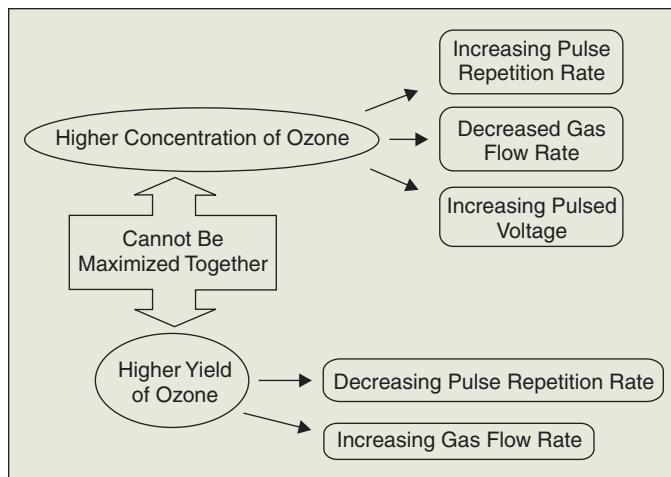 Increasing Pulse
Repetition Rate
Higher Concentration of Ozone
Decreased Gas
Flow Rate
Increasing Pulsed
Voltage
Cannot Be
Maximized Together
Higher Yield
of Ozone
Decreasing Pulse Repetition Rate
Increasing Gas Flow Rate